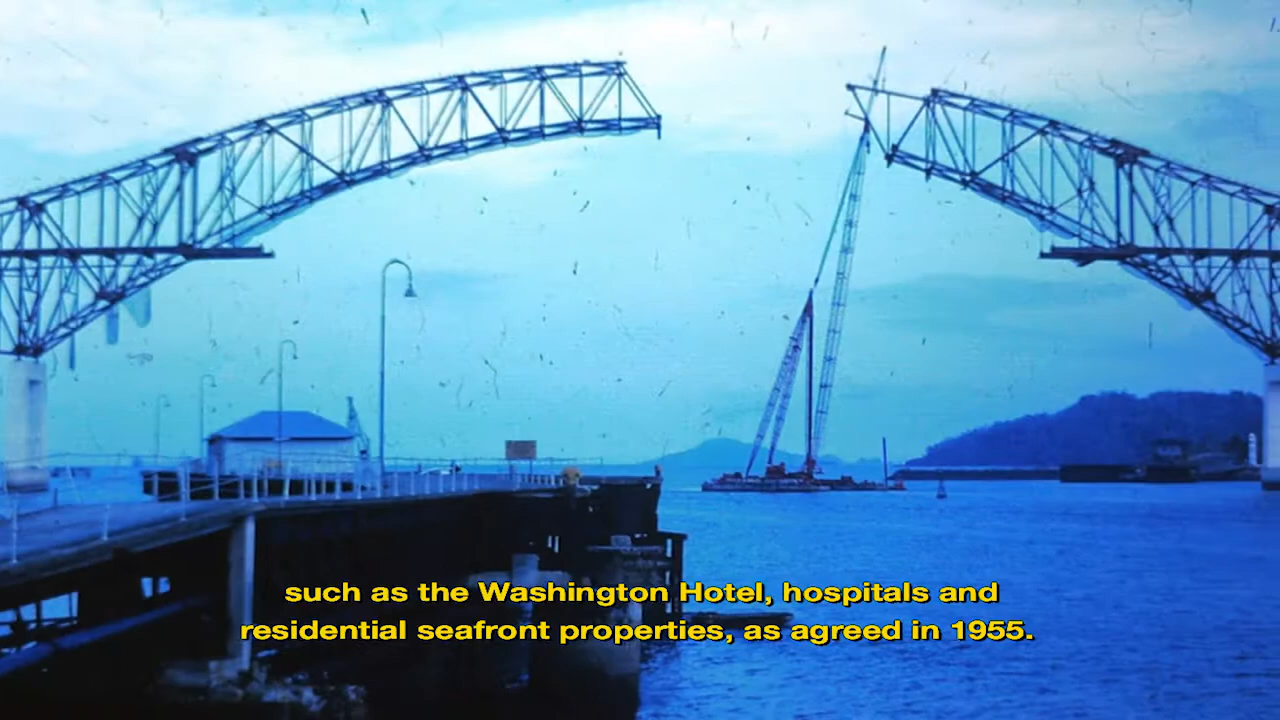 such as the Washington Hotel, hospitals and
residential seafront properties, as agreed in 1955.